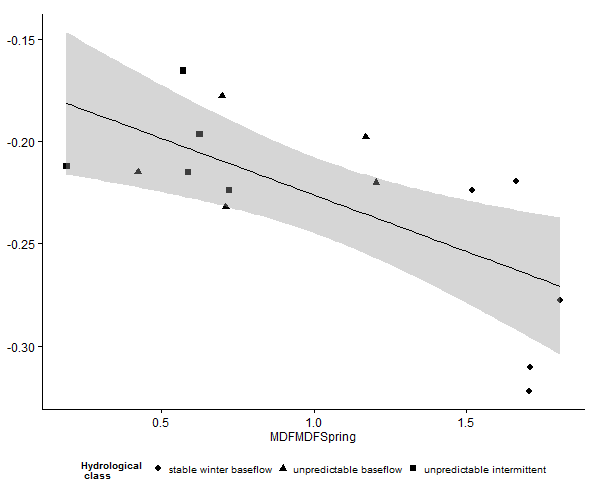 -0.15
-0.20
-0.25
-0.30
0.5 1.0 1.5
MDFMDFSpring
Hydrological
class
stable winter baseflow unpredictable baseflow unpredictable intermittent